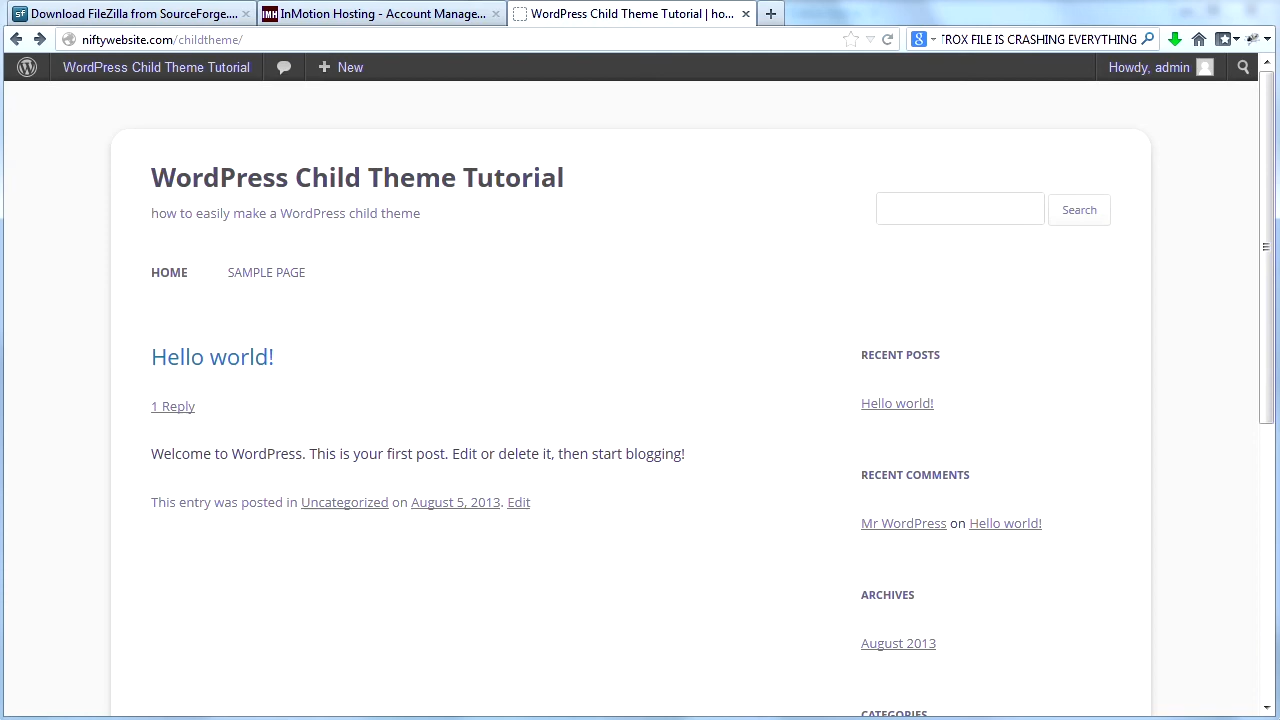 sf Download FileZilla from SourceForge....
IMH InMotion Hosting - Account Manage...
WordPress Child Theme Tutorial | ho...
niftywebsite.com/childtheme/
FILE IS CRASHING EVERYTHING
WordPress Child Theme Tutorial
New
Howdy, admin
WordPress Child Theme Tutorial
how to easily make a WordPress child theme
Search
HOME SAMPLE PAGE
Hello world!
1 Reply
Welcome to WordPress. This is your first post. Edit or delete it, then start blogging!
This entry was posted in Uncategorized on August 5, 2013. Edit
RECENT POSTS
Hello world!
RECENT COMMENTS
Mr WordPress on Hello world!
ARCHIVES
August 2013
CATEGORIES